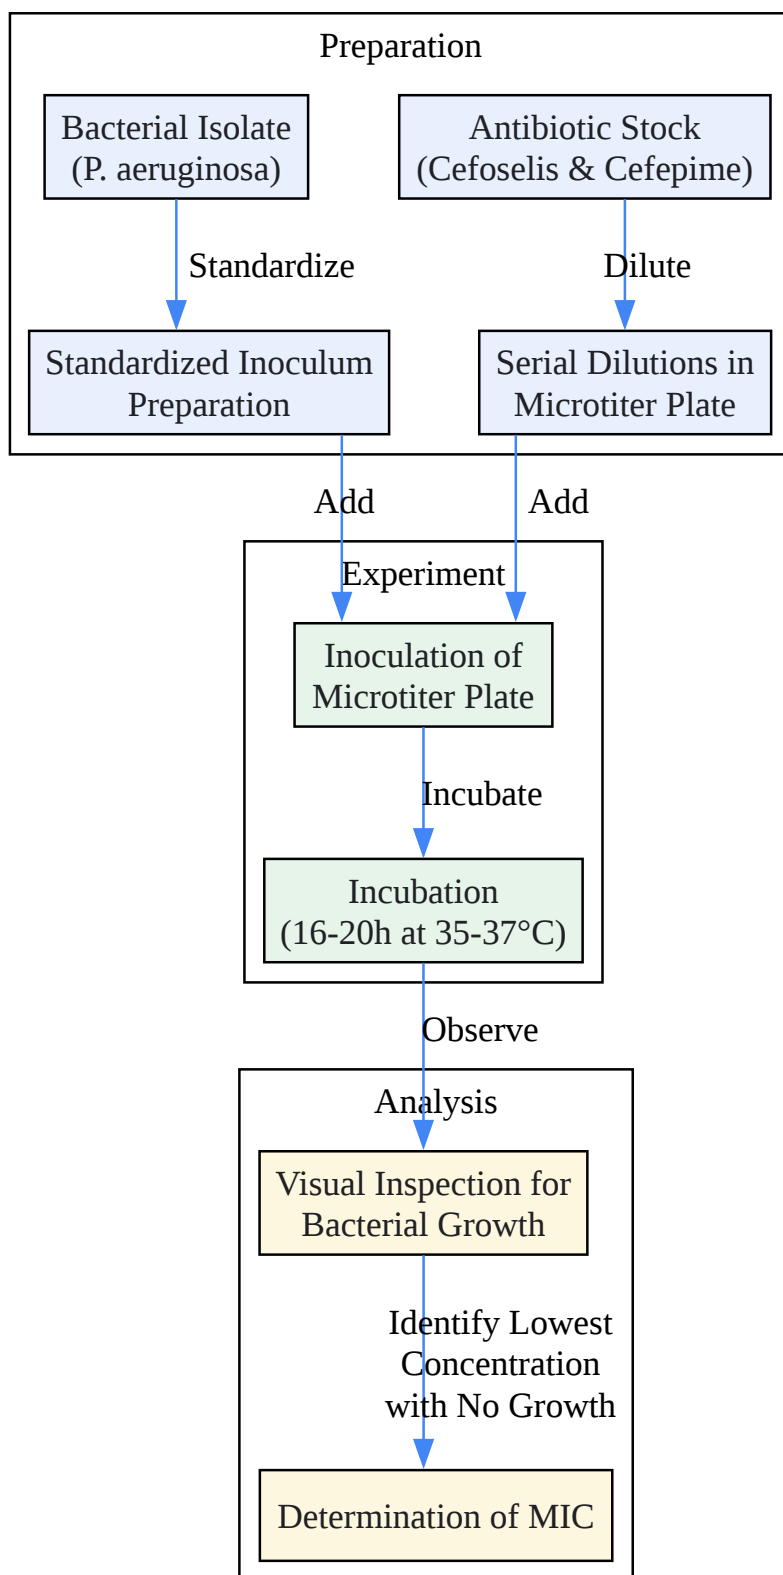 Preparation
Bacterial Isolate
(P. aeruginosa)
Antibiotic Stock
(Cefoselis & Cefepime)
Standardize
Dilute
Standardized Inoculum
Preparation
Serial Dilutions in
Microtiter Plate
Add
Add
Experiment
Inoculation of
Microtiter Plate
Incubate
Incubation
(16-20h at 35-37°C)
Observe
Analysis
Visual Inspection for
Bacterial Growth
Identify Lowest
Concentration
with No Growth
Determination of MIC